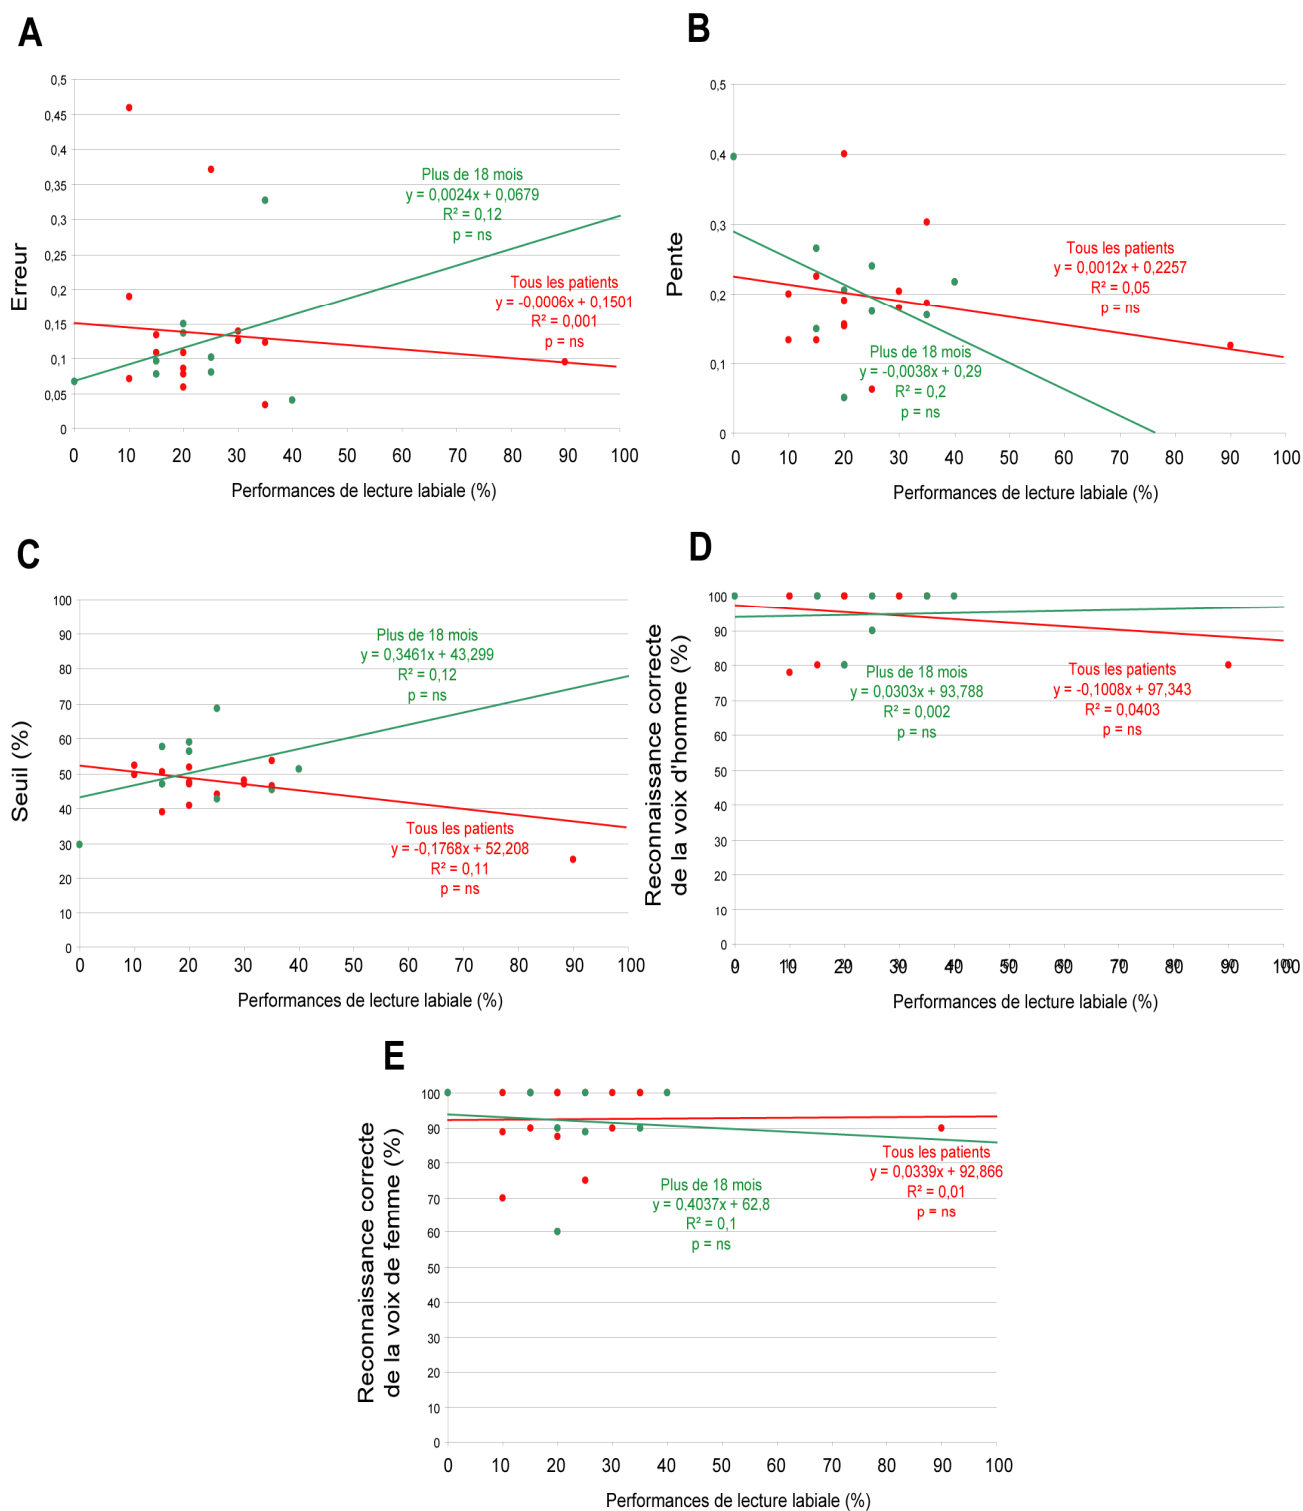 A
Erreur
0,5
0,45
0,4
0,35
0,3
0,25
0,2
0,15
0,1
0,05
0
Plus de 18 mois
y = 0,0024x + 0,0679
R² = 0,12
p = ns
Tous les patients
y = -0,0006x + 0,1501
R² = 0,001
p = ns
0 10 20 30 40 50 60 70 80 90 100
Performances de lecture labiale (%)
B
Pente
0,5
0,4
0,3
0,2
0,1
0
Tous les patients
y = 0,0012x + 0,2257
R² = 0,05
p = ns
Plus de 18 mois
y = -0,0038x + 0,29
R² = 0,2
p = ns
0 10 20 30 40 50 60 70 80 90 100
Performances de lecture labiale (%)
C
Seuil (%)
100
90
80
70
60
50
40
30
20
10
0
Plus de 18 mois
y = 0,3461x + 43,299
R² = 0,12
p = ns
Tous les patients
y = -0,1768x + 52,208
R² = 0,11
p = ns
0 10 20 30 40 50 60 70 80 90 100
Performances de lecture labiale (%)
D
Reconnaissance correcte
de la voix d'homme (%)
100
90
80
70
60
50
40
30
20
10
0
Plus de 18 mois
y = 0,0303x + 93,788
R² = 0,002
p = ns
Tous les patients
y = -0,1008x + 97,343
R² = 0,0403
p = ns
0 10 20 30 40 50 60 70 80 90 100
Performances de lecture labiale (%)
E
Reconnaissance correcte
de la voix de femme (%)
100
90
80
70
60
50
40
30
20
10
0
Tous les patients
y = 0,0339x + 92,866
R² = 0,01
p = ns
Plus de 18 mois
y = 0,4037x + 62,8
R² = 0,1
p = ns
0 10 20 30 40 50 60 70 80 90 100
Performances de lecture labiale (%)